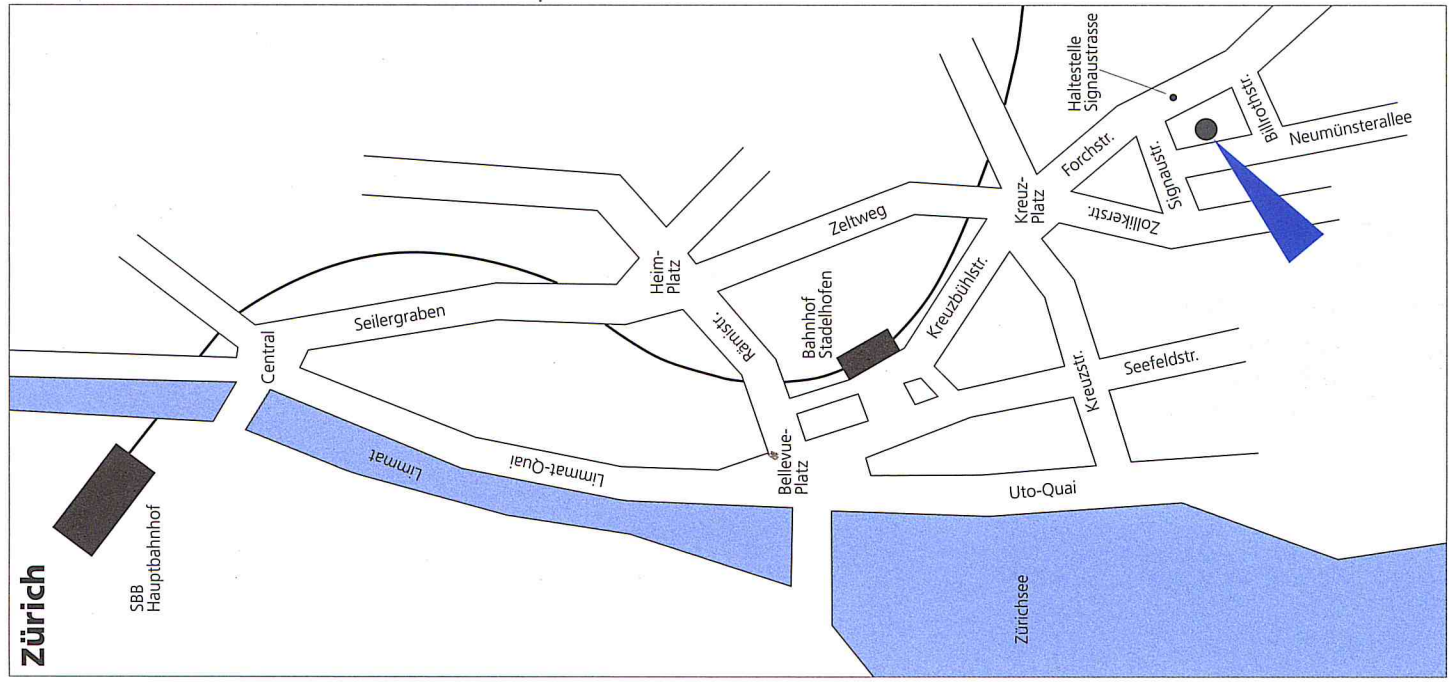 Zürich
SBB
Hauptbahnhof
Central
Seilergraben
Limmat
Limmat-Quai
Heim-
Platz
Rämistr.
Zeltweg
Bahnhof
Stadelhofen
Bellevue-
Platz
Kreuzbühlstr.
Kreuz-
Platz
Forchstr.
Haltestelle
Signaustrasse
Signaustr.
Zollikerstr.
Billrothstr.
Neumünsterallee
Kreuzstr.
Seefeldstr.
Uto-Quai
Zürichsee